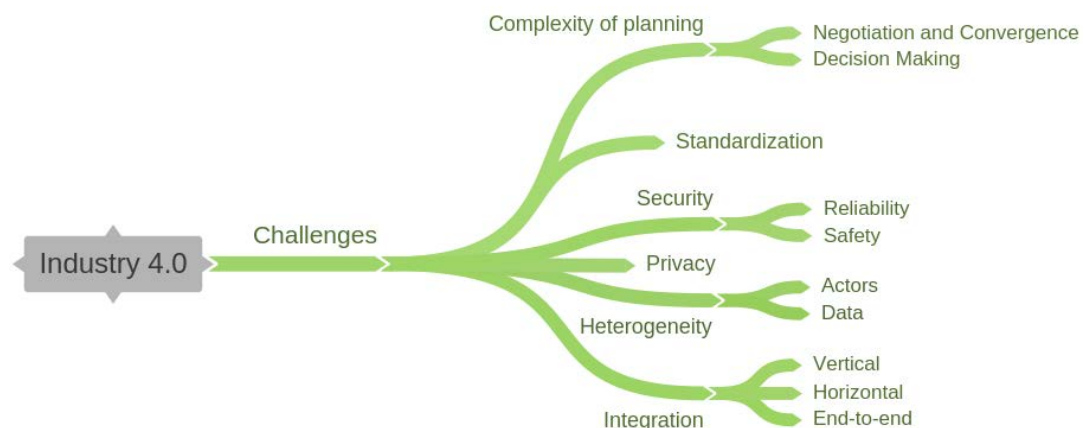 Industry 4.0
Challenges
Complexity of planning
Negotiation and Convergence
Decision Making
Standardization
Security
Reliability
Safety
Privacy
Heterogeneity
Actors
Data
Integration
Vertical
Horizontal
End-to-end